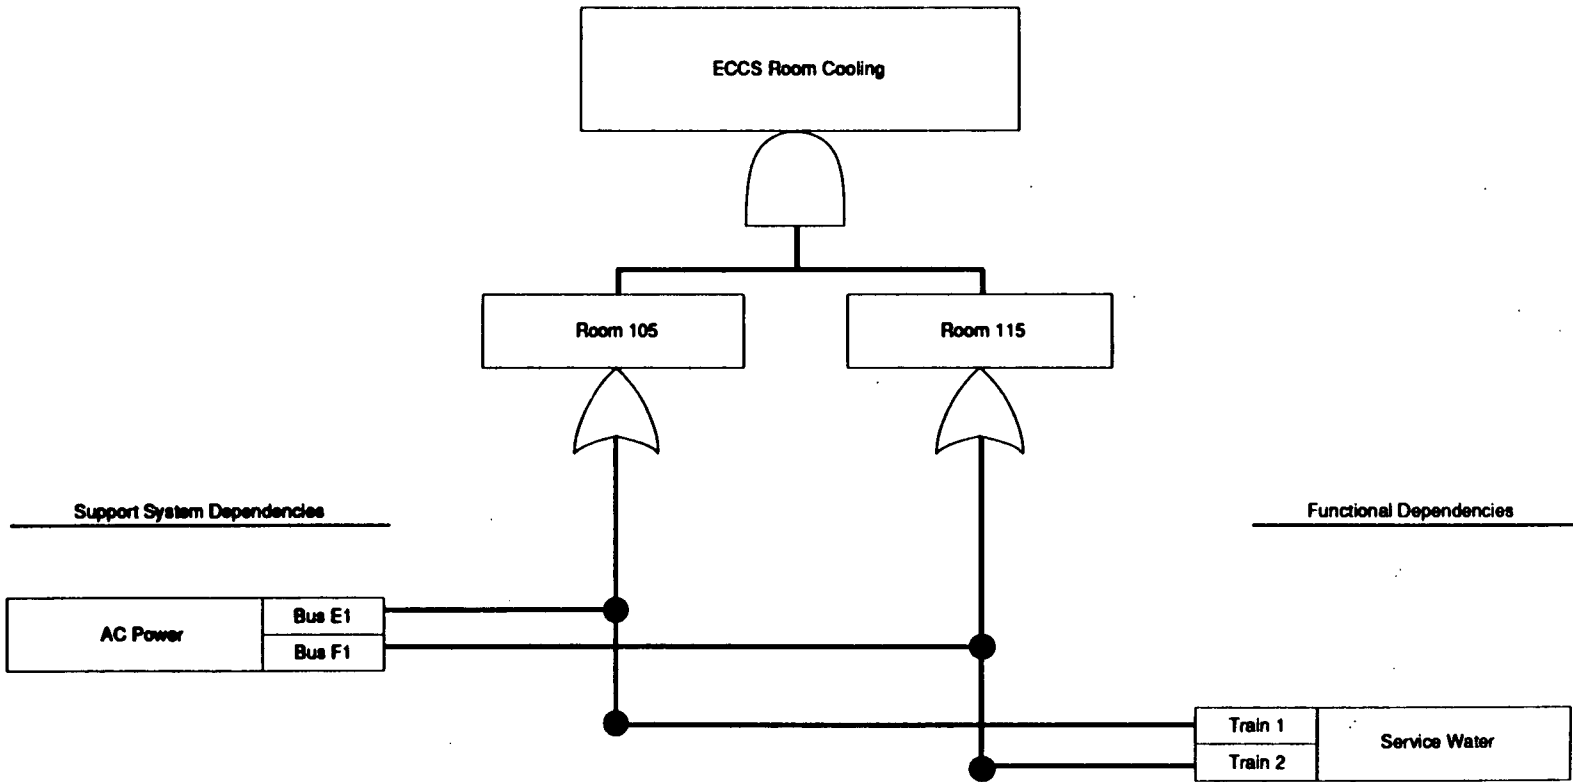 ECCS Room Cooling
Room 105
Room 115
Support System Dependencies
Functional Dependencies
AC Power
Bus E1
Bus F1
Train 1
Train 2
Service Water